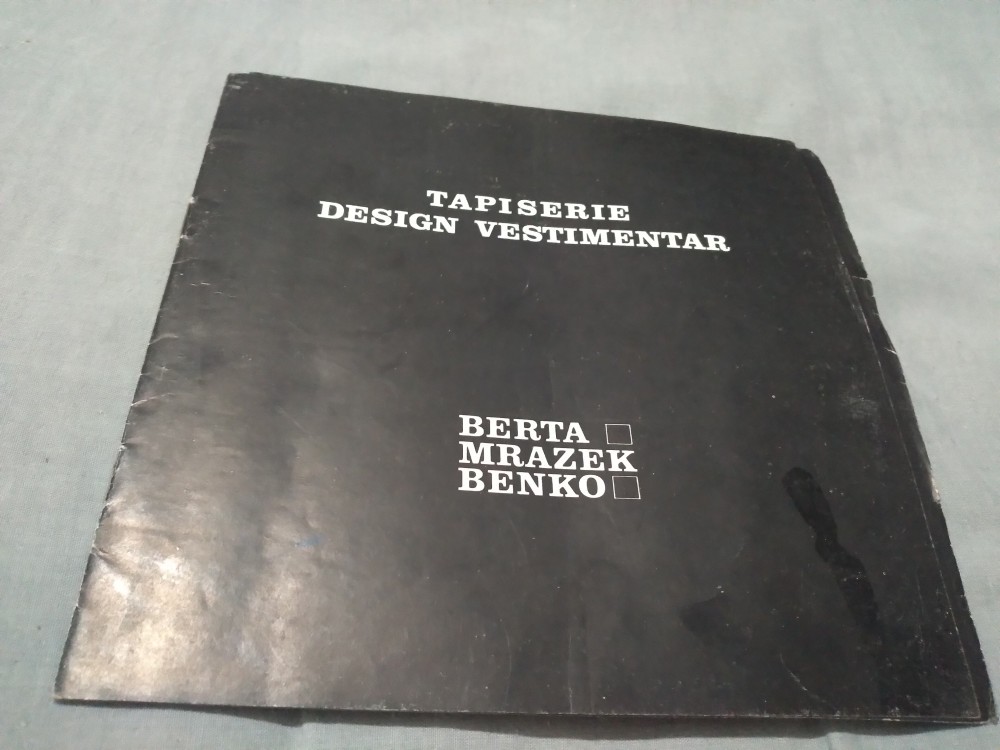 TAPISERIE
DESIGN VESTIMENTAR
BERTA
MRAZEK
BENKO